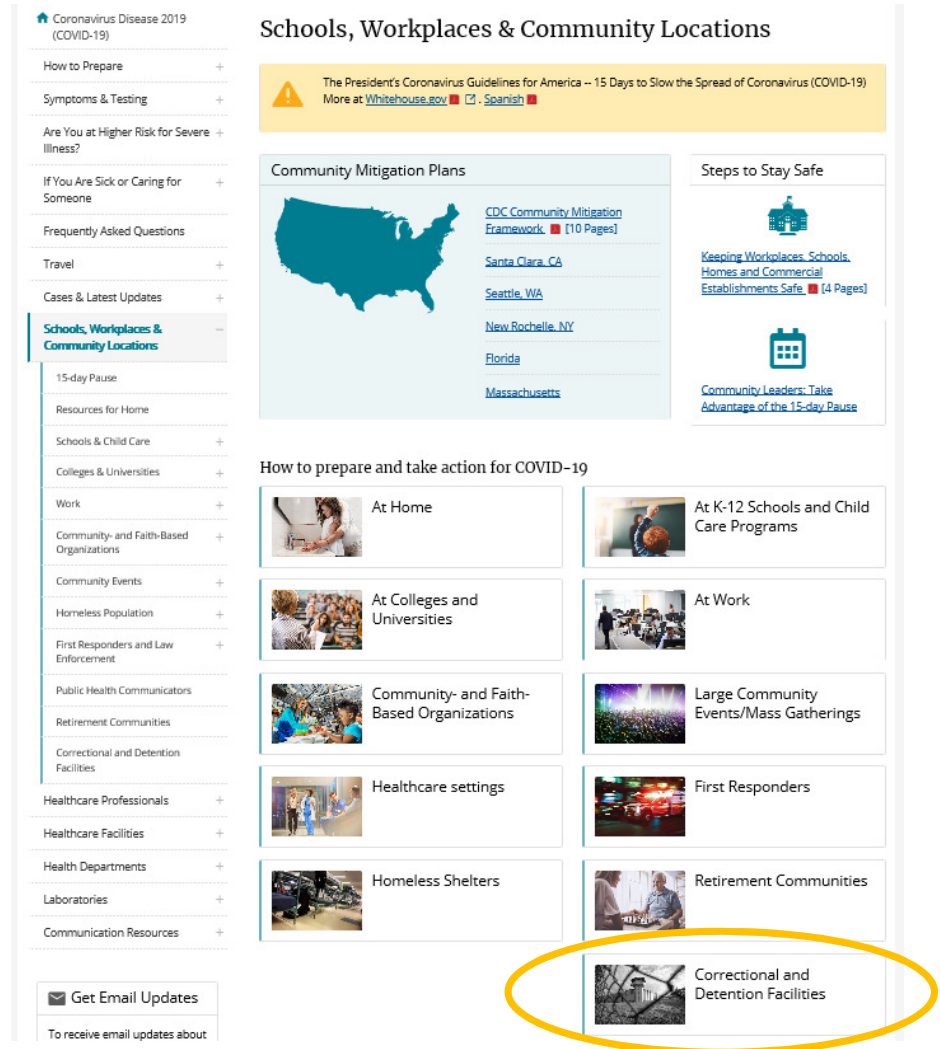 Coronavirus Disease 2019
(COVID-19)
How to Prepare +
Symptoms & Testing +
Are You at Higher Risk for Severe +
Illness?
If You Are Sick or Caring for +
Someone
Frequently Asked Questions
Travel +
Cases & Latest Updates +
Schools, Workplaces & −
Community Locations
15-day Pause
Resources for Home
Schools & Child Care +
Colleges & Universities +
Work +
Community- and Faith-Based +
Organizations
Community Events +
Homeless Population +
First Responders and Law +
Enforcement
Public Health Communicators
Retirement Communities
Correctional and Detention
Facilities
Healthcare Professionals +
Healthcare Facilities +
Health Departments +
Laboratories +
Communication Resources +
Get Email Updates
To receive email updates about
Schools, Workplaces & Community Locations
The President's Coronavirus Guidelines for America -- 15 Days to Slow the Spread of Coronavirus (COVID-19)
More at Whitehouse.gov . Spanish
Community Mitigation Plans
CDC Community Mitigation
Framework [10 Pages]
Santa Clara, CA
Seattle, WA
New Rochelle, NY
Florida
Massachusetts
Steps to Stay Safe
Keeping Workplaces, Schools,
Homes and Commercial
Establishments Safe [4 Pages]
Community Leaders: Take
Advantage of the 15-day Pause
How to prepare and take action for COVID-19
At Home
At K-12 Schools and Child
Care Programs
At Colleges and
Universities
At Work
Community- and Faith-
Based Organizations
Large Community
Events/Mass Gatherings
Healthcare settings
First Responders
Homeless Shelters
Retirement Communities
Correctional and
Detention Facilities